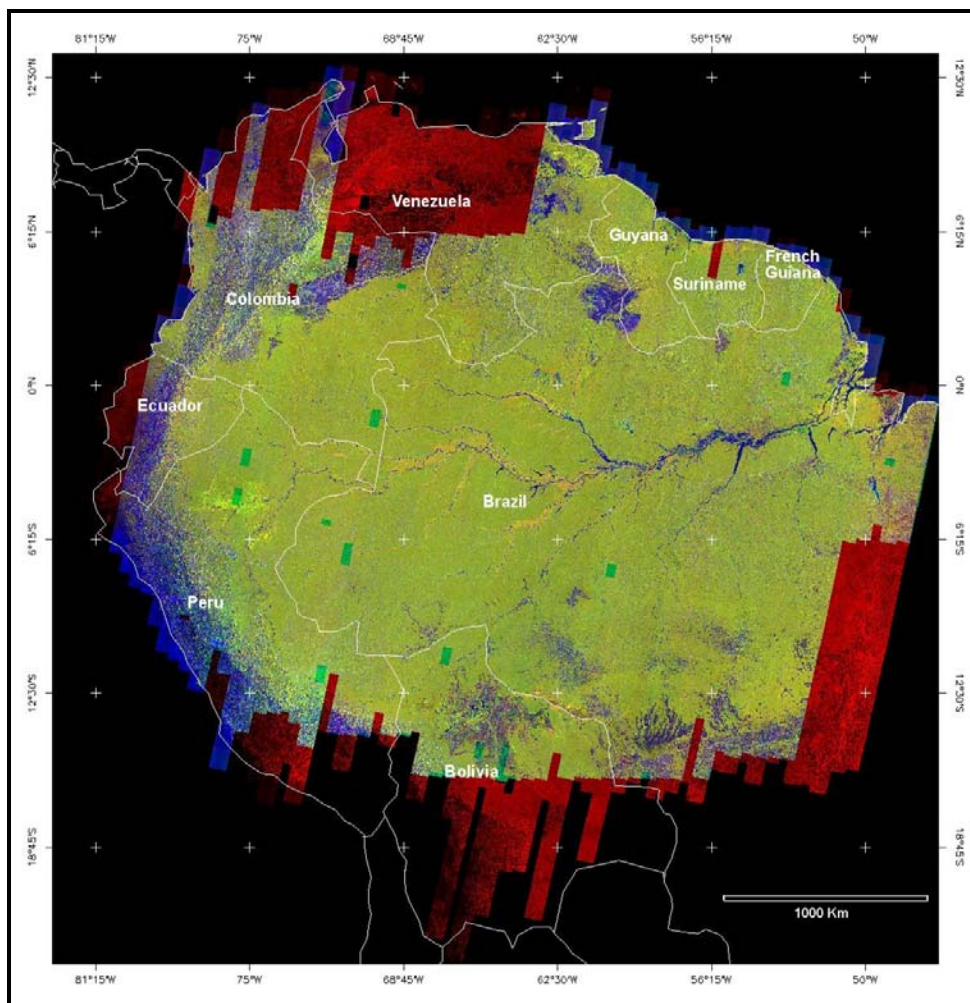 81°15'W 75°W 68°45'W 62°30'W 56°15'W 50°W
12°30'N 12°30'N
Venezuela
6°15'N 6°15'N
Guyana
French
Guiana
Suriname
Colombia
0°N 0°N
Ecuador
Brazil
6°15'S 6°15'S
Peru
12°30'S 12°30'S
Bolivia
18°45'S 18°45'S
1000 Km
81°15'W 75°W 68°45'W 62°30'W 56°15'W 50°W